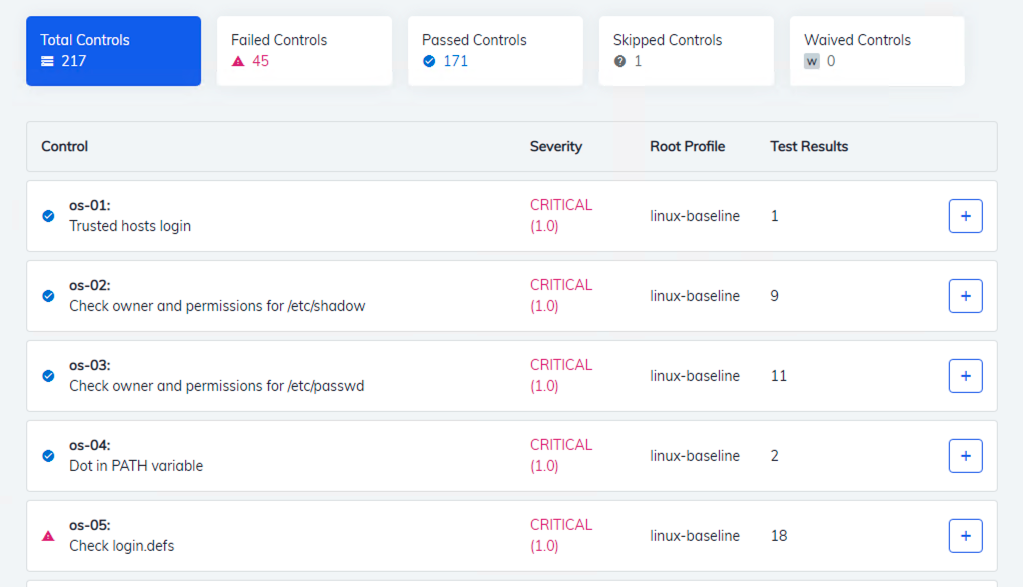 Total Controls
217
Failed Controls
45
Passed Controls
171
Skipped Controls
? 1
Waived Controls
W 0
Control Severity Root Profile Test Results
os-01:
Trusted hosts login
CRITICAL
(1.0)
linux-baseline
1
+
os-02:
Check owner and permissions for /etc/shadow
CRITICAL
(1.0)
linux-baseline
9
+
os-03:
Check owner and permissions for /etc/passwd
CRITICAL
(1.0)
linux-baseline
11
+
os-04:
Dot in PATH variable
CRITICAL
(1.0)
linux-baseline
2
+
os-05:
Check login.defs
CRITICAL
(1.0)
linux-baseline
18
+